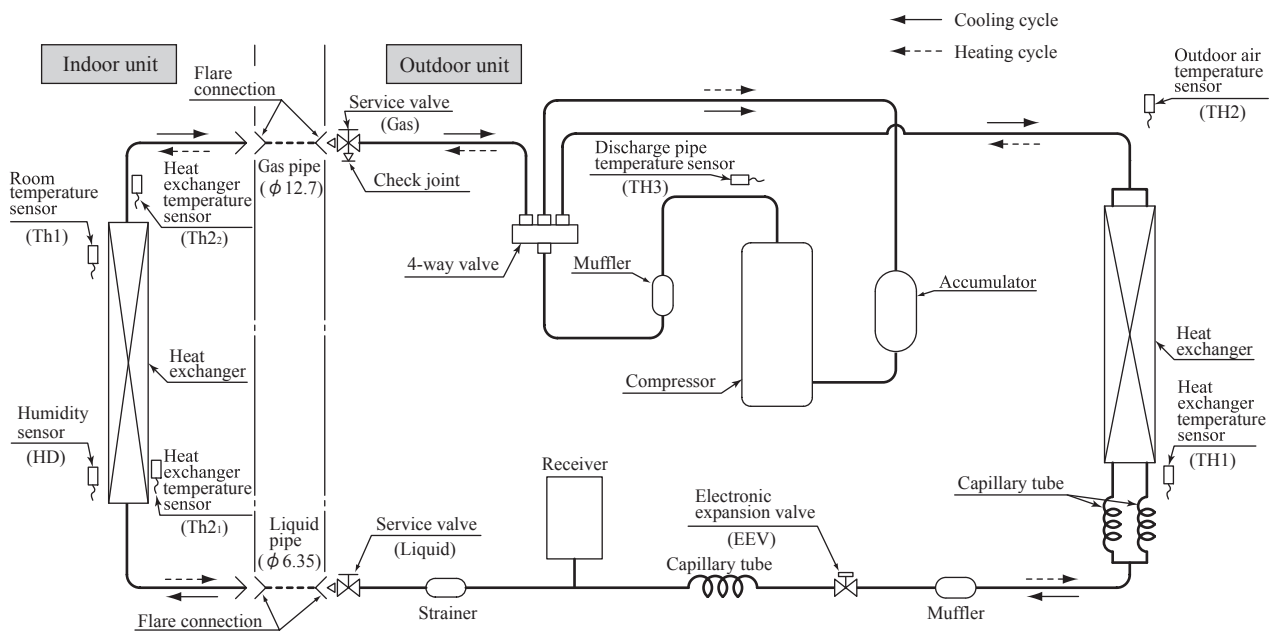 Cooling cycle
Heating cycle
Indoor unit
Outdoor unit
Flare
connection
Service valve
(Gas)
Check joint
Gas pipe
(ϕ 12.7)
Outdoor air
temperature
sensor
(TH2)
Room
temperature
sensor
(Th1)
Heat
exchanger
temperature
sensor
(Th2₂)
Discharge pipe
temperature sensor
(TH3)
4-way valve
Muffler
Accumulator
Compressor
Heat
exchanger
Heat
exchanger
Humidity
sensor
(HD)
Heat
exchanger
temperature
sensor
(Th2₁)
Heat
exchanger
temperature
sensor
(TH1)
Capillary tube
Receiver
Electronic
expansion valve
(EEV)
Liquid
pipe
(ϕ 6.35)
Service valve
(Liquid)
Capillary tube
Strainer
Muffler
Flare connection